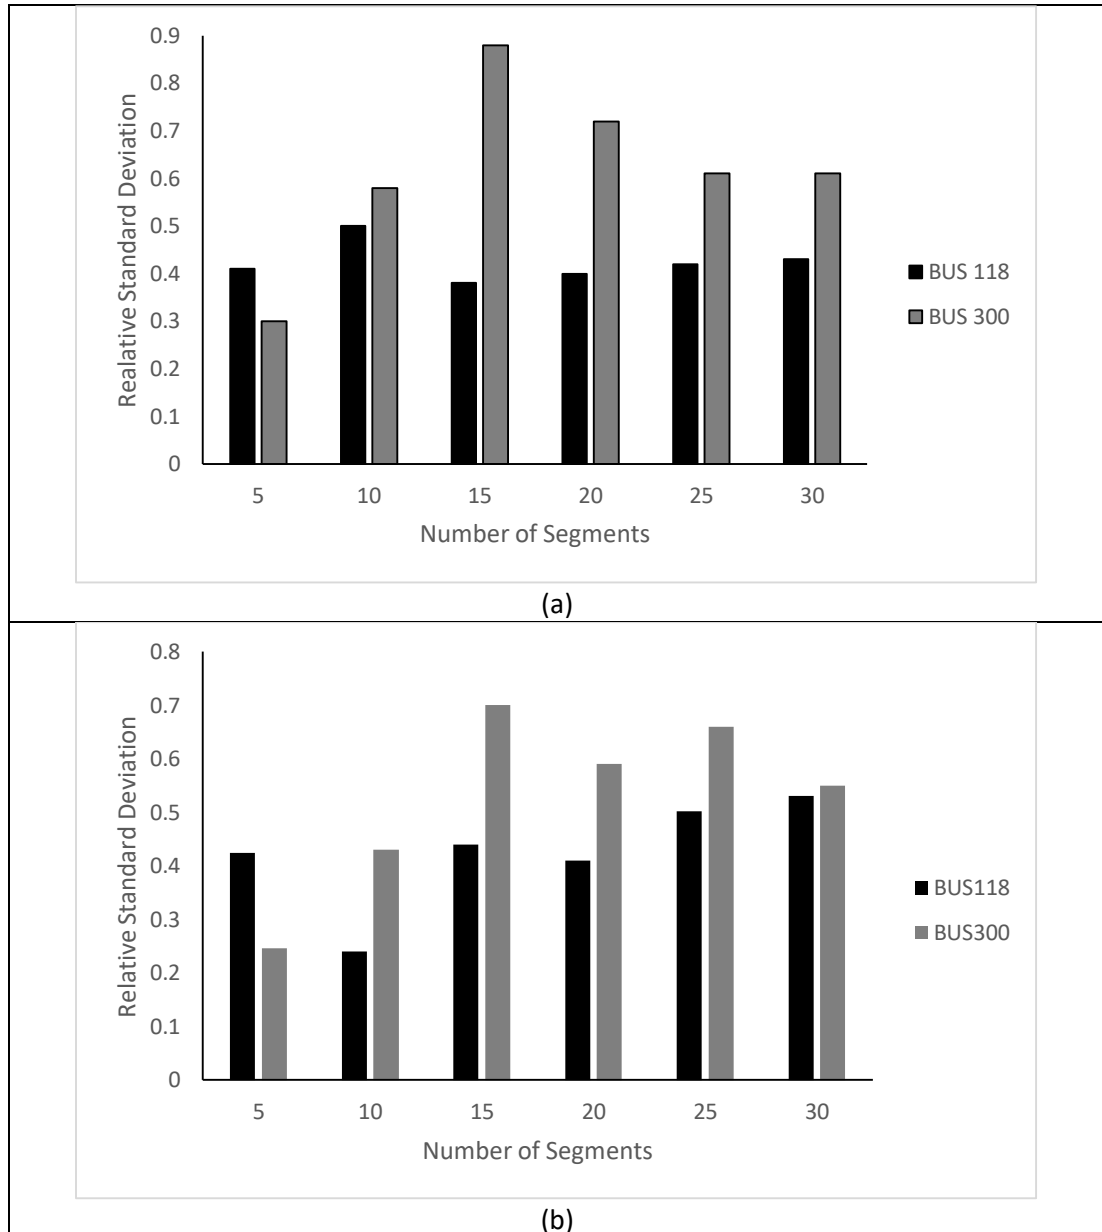 Realative Standard Deviation
0.9
0.8
0.7
0.6
0.5
0.4
0.3
0.2
0.1
0
5 10 15 20 25 30
Number of Segments
BUS 118
BUS 300
(a)
Relative Standard Deviation
0.8
0.7
0.6
0.5
0.4
0.3
0.2
0.1
0
5 10 15 20 25 30
Number of Segments
BUS118
BUS300
(b)